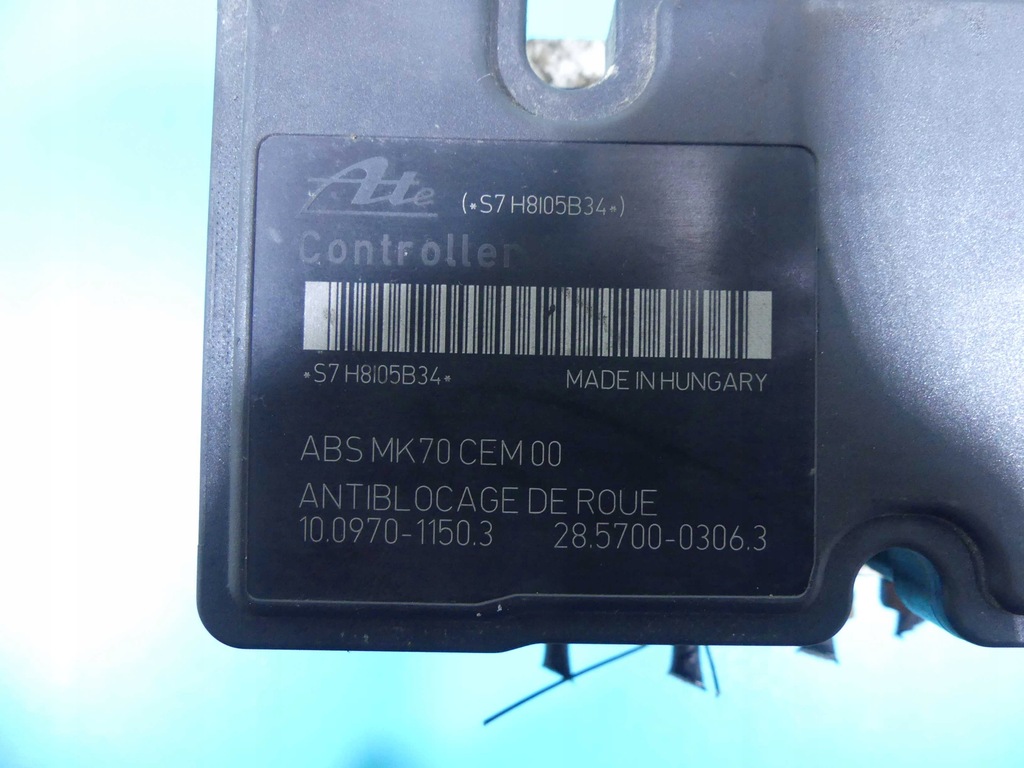 Ate (*S7 H8I05B34*)
Controller
*S7 H8I05B34* MADE IN HUNGARY
ABS MK70 CEM 00
ANTIBLOCAGE DE ROUE
10.0970-1150.3 28.5700-0306.3